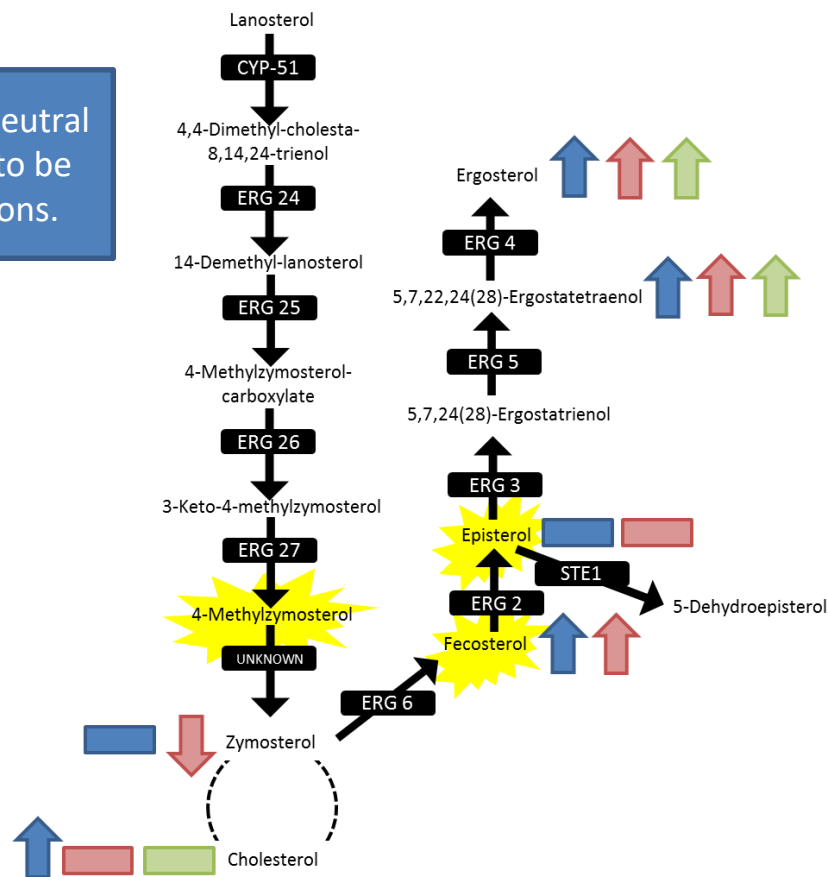 Lanosterol
CYP-51
eutral
to be
ons.
4,4-Dimethyl-cholesta-
8,14,24-trienol
ERG 24
14-Demethyl-lanosterol
ERG 25
4-Methylzymosterol-
carboxylate
ERG 26
3-Keto-4-methylzymosterol
ERG 27
4-Methylzymosterol
UNKNOWN
Zymosterol
Cholesterol
ERG 6
Fecosterol
ERG 2
Episterol
STE1
5-Dehydroepisterol
ERG 3
5,7,24(28)-Ergostatrienol
ERG 5
5,7,22,24(28)-Ergostatetraenol
ERG 4
Ergosterol